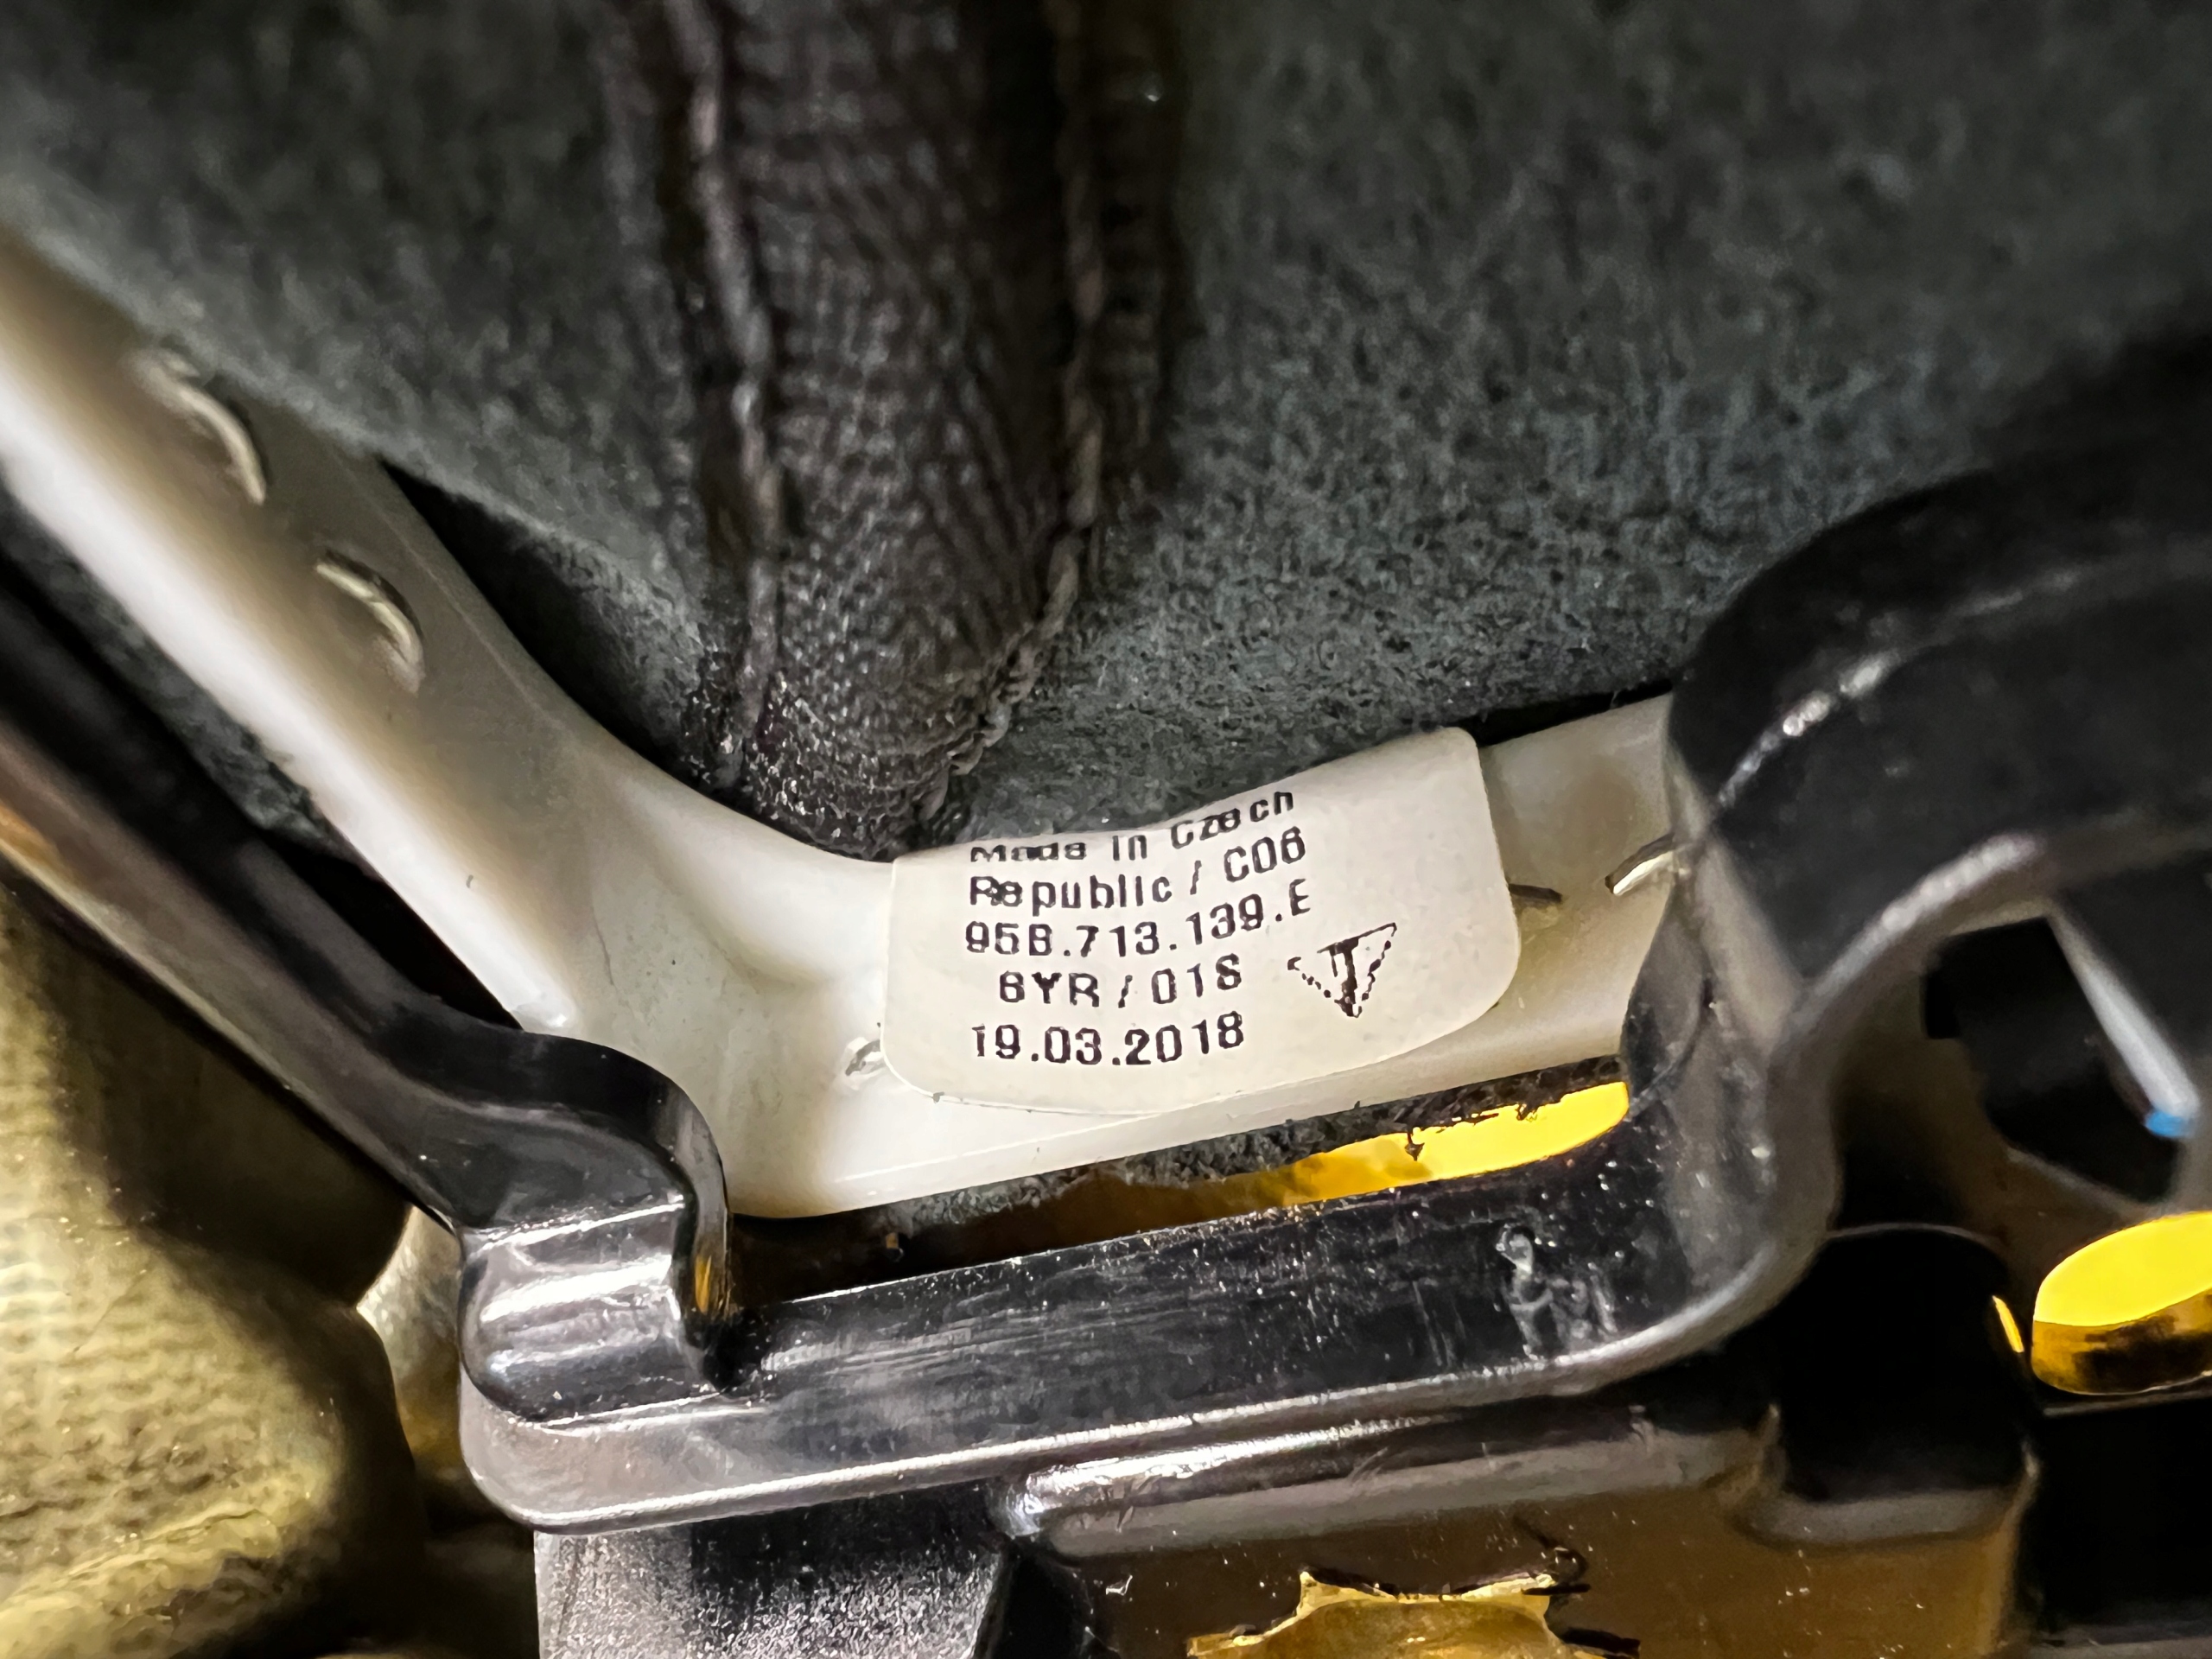 Made in Czech
Republic / C06
95B.713.139.E
6YR / 01S
19.03.2018